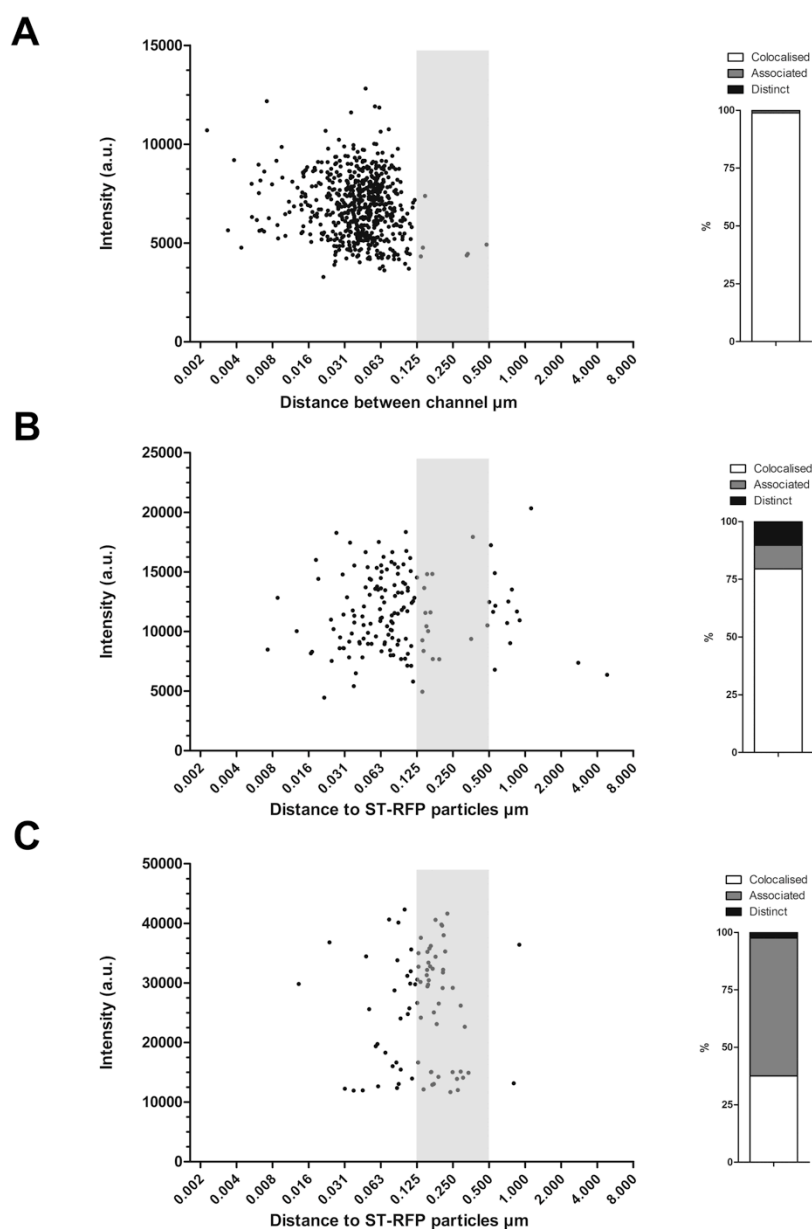 A
Intensity (a.u.)
15000
10000
5000
0
0.002 0.004 0.008 0.016 0.031 0.063 0.125 0.250 0.500 1.000 2.000 4.000 8.000
Distance between channel µm
Colocalised
Associated
Distinct
%
100
75
50
25
0
B
Intensity (a.u.)
25000
20000
15000
10000
5000
0
0.002 0.004 0.008 0.016 0.031 0.063 0.125 0.250 0.500 1.000 2.000 4.000 8.000
Distance to ST-RFP particles µm
Colocalised
Associated
Distinct
%
100
75
50
25
0
C
Intensity (a.u.)
50000
40000
30000
20000
10000
0
0.002 0.004 0.008 0.016 0.031 0.063 0.125 0.250 0.500 1.000 2.000 4.000 8.000
Distance to ST-RFP particles µm
Colocalised
Associated
Distinct
%
100
75
50
25
0